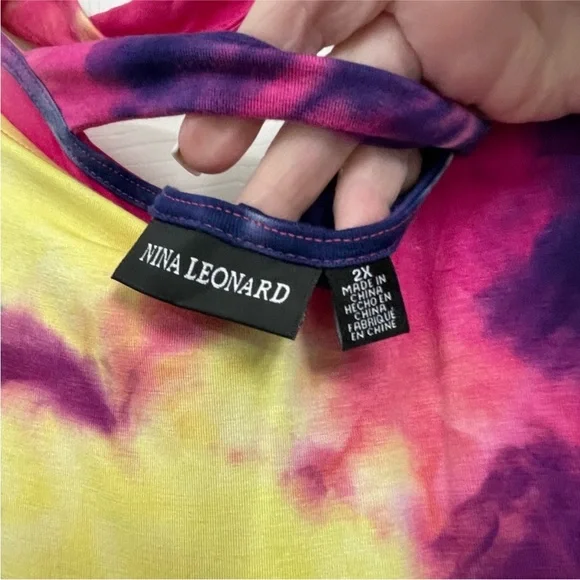 NINA LEONARD
2X
MADE IN
CHINA
HECHO EN
CHINA
FABRIQUÉ
EN CHINE